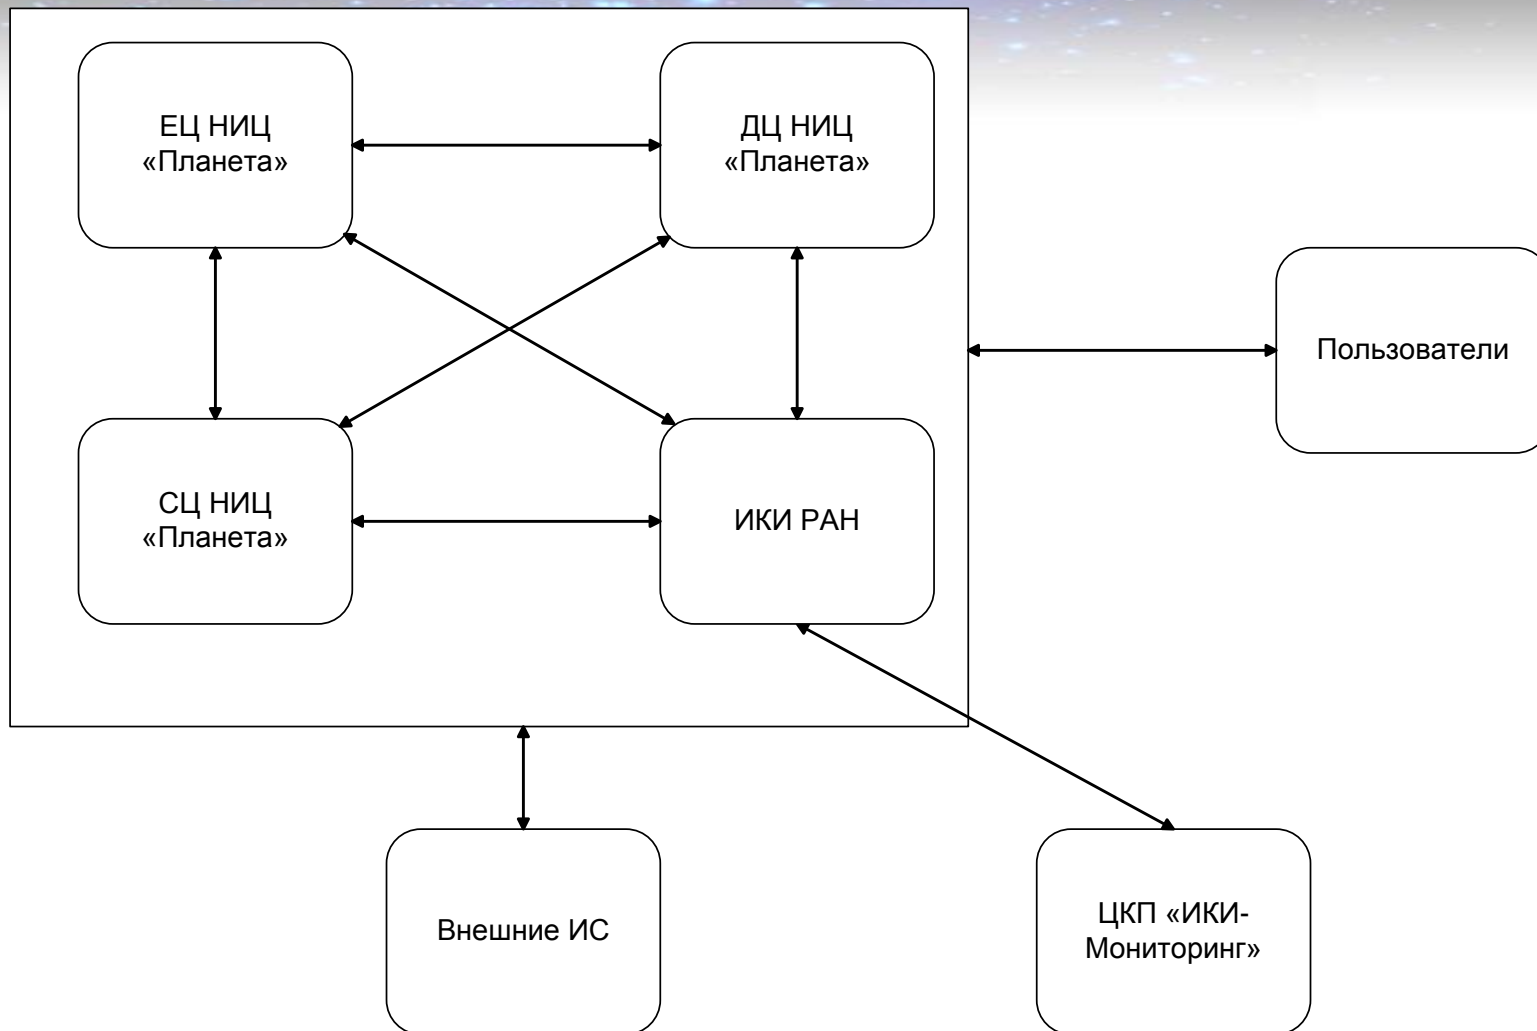 ЕЦ НИЦ
«Планета»
ДЦ НИЦ
«Планета»
Пользователи
СЦ НИЦ
«Планета»
ИКИ РАН
Внешние ИС
ЦКП «ИКИ-
Мониторинг»